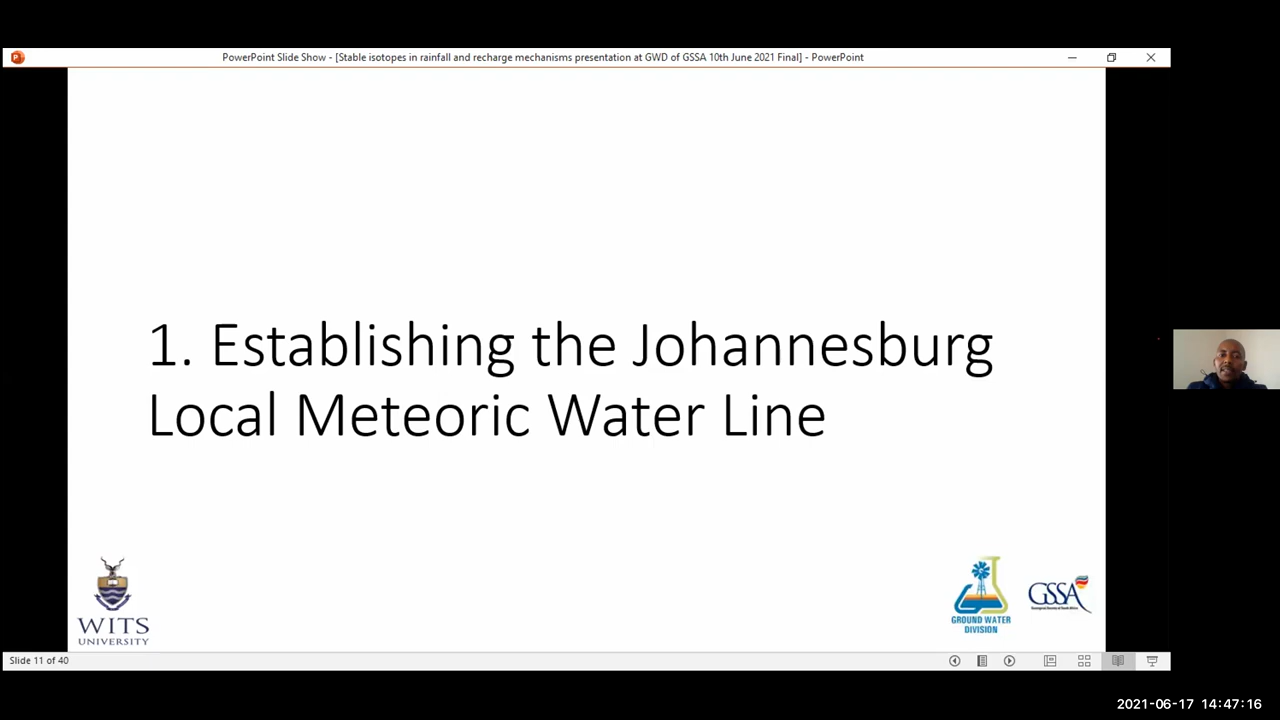 PowerPoint Slide Show - [Stable isotopes in rainfall and recharge mechanisms presentation at GWD of GSSA 10th June 2021 Final] - PowerPoint
1. Establishing the Johannesburg
Local Meteoric Water Line
WITS
UNIVERSITY
GROUND WATER
DIVISION
GSSA
Slide 11 of 40
2021-06-17 14:47:16